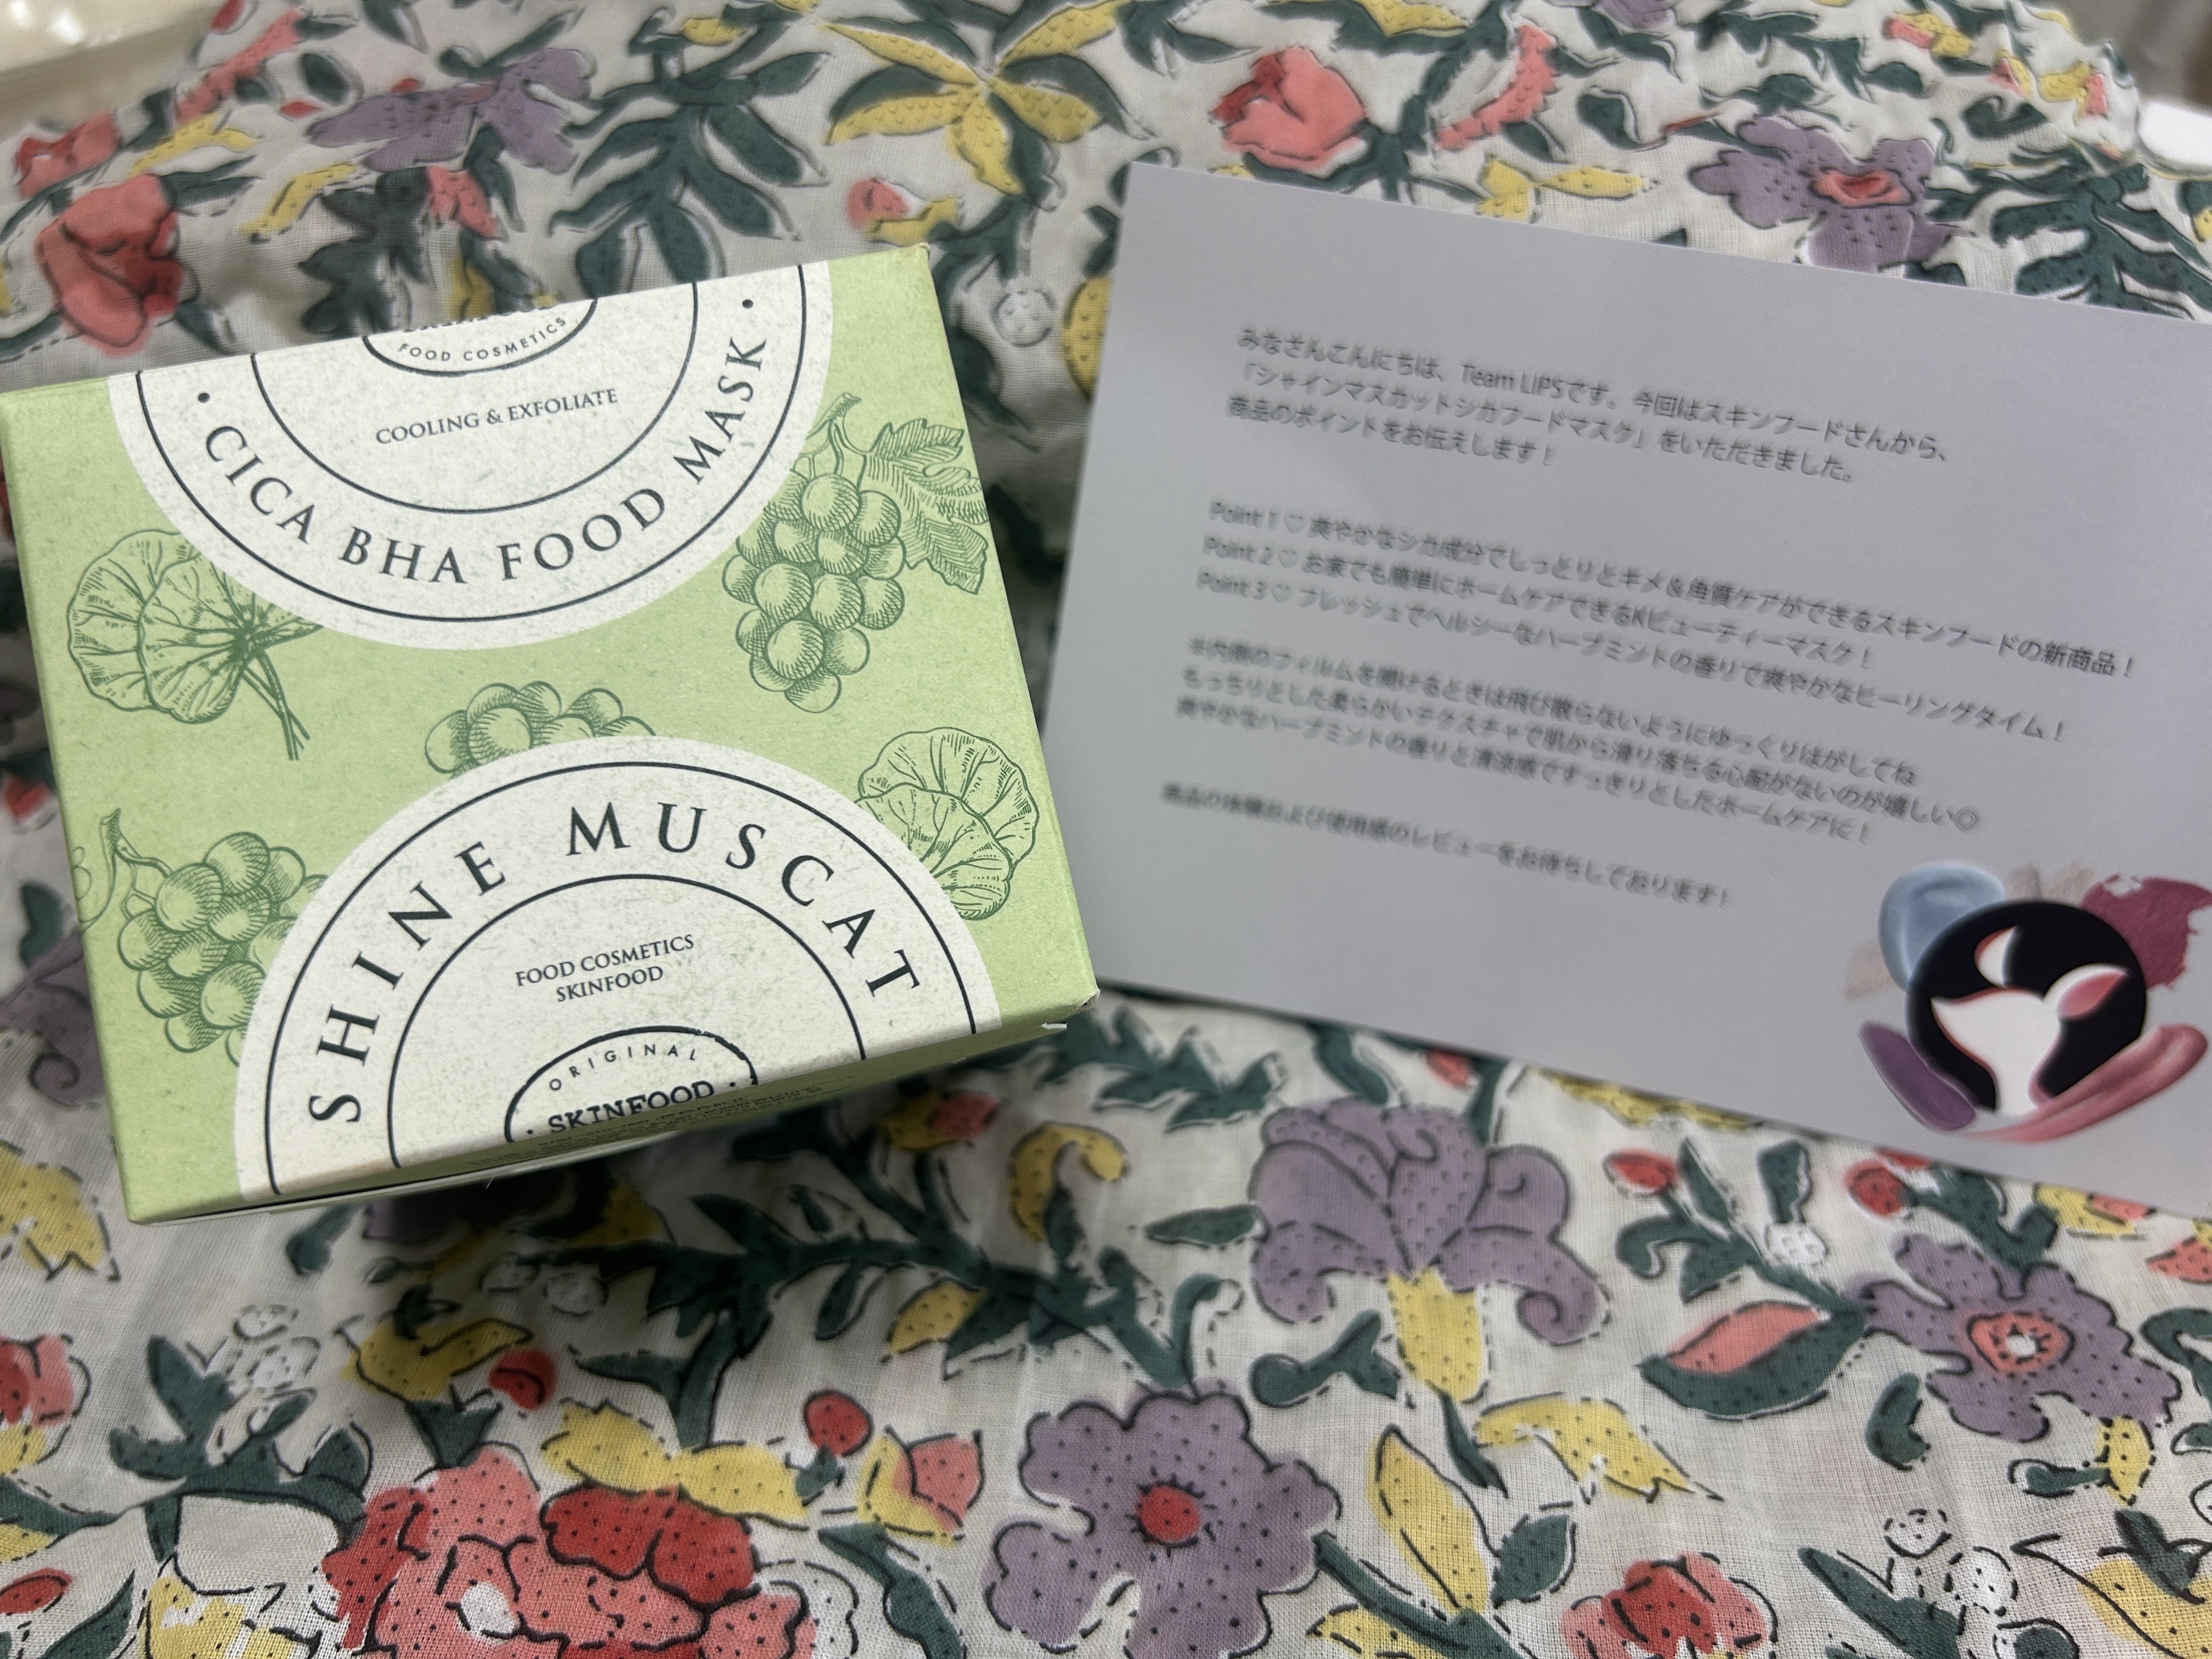 FOOD COSMETICS
COOLING & EXFOLIATE
• CICA BHA FOOD MASK •
SHINE MUSCAT
FOOD COSMETICS
SKINFOOD
ORIGINAL
• SKINFOOD •
みなさんこんにちは、Team LIPSです。今回はスキンフードさんから、
「シャインマスカットシカフードマスク」をいただきました。
商品のポイントをお伝えします！
Point 1 ♡ 爽やかなシカ成分でしっとりとキメ＆角質ケアができるスキンフードの新商品！
Point 2 ♡ お家でも簡単にホームケアできるKビューティーマスク！
Point 3 ♡ フレッシュでヘルシーなハーブミントの香りで爽やかなヒーリングタイム！
※内側のフィルムを開けるときは飛び散らないようにゆっくりはがしてね
もっちりとした柔らかいテクスチャで肌から滑り落ちる心配がないのが嬉しい◎
爽やかなハーブミントの香りと清涼感ですっきりとしたホームケアに！
商品の体験および使用感のレビューをお待ちしております！